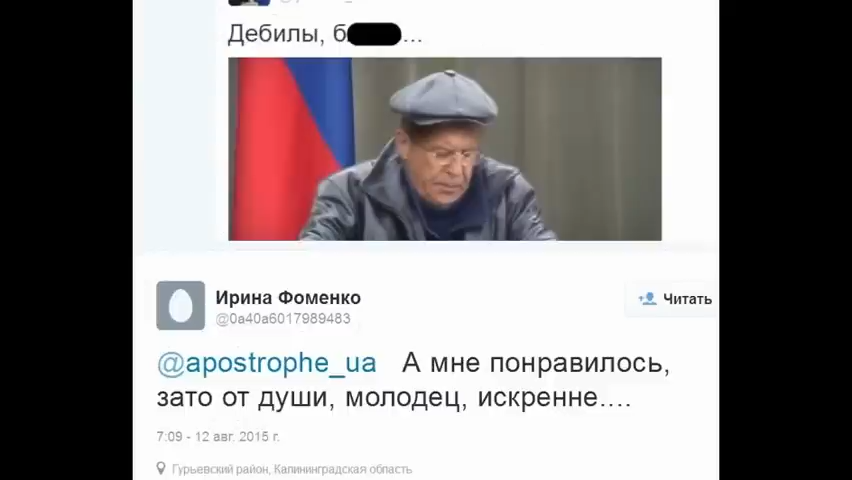 Дебилы, б...
Ирина Фоменко
@0a40a6017989483
Читать
@apostrophe_ua А мне понравилось,
зато от души, молодец, искренне....
7:09 - 12 авг. 2015 г.
Гурьевский район, Калининградская область